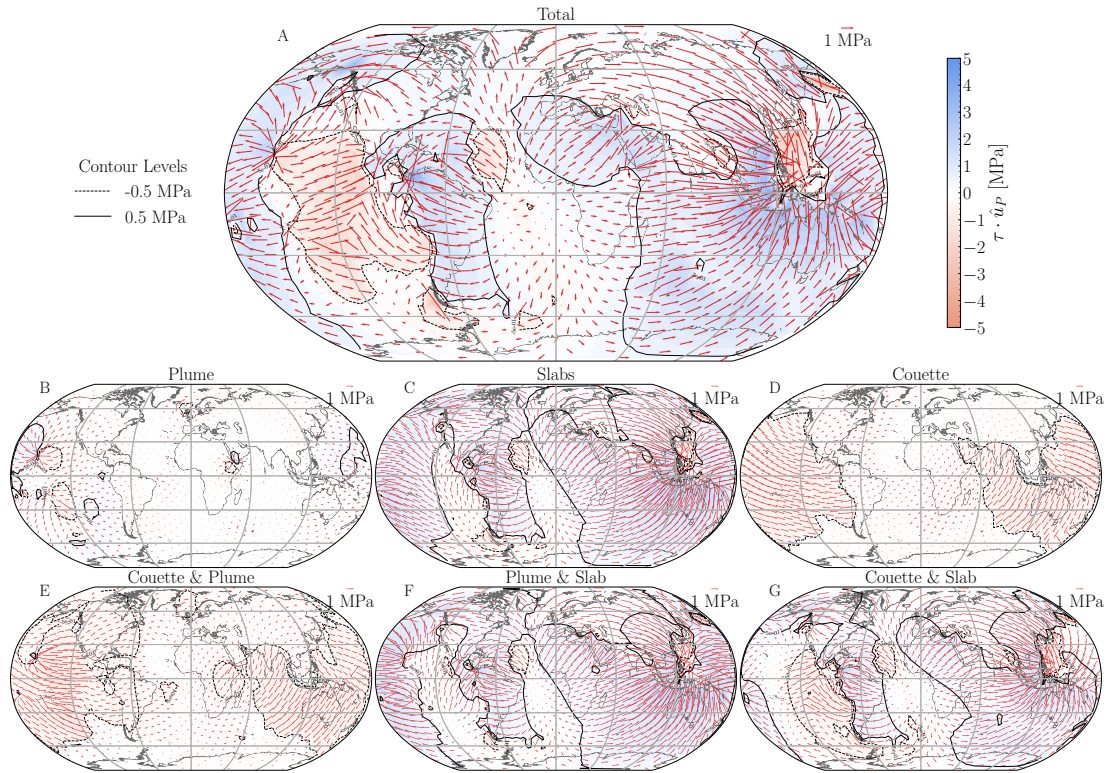 Total
A
1 MPa
Contour Levels
-0.5 MPa
0.5 MPa
5
4
3
2
1
0
−1
−2
−3
−4
−5
τ · û_P [MPa]
Plume
B
1 MPa
Slabs
C
1 MPa
Couette
D
1 MPa
Couette & Plume
E
1 MPa
Plume & Slab
F
1 MPa
Couette & Slab
G
1 MPa